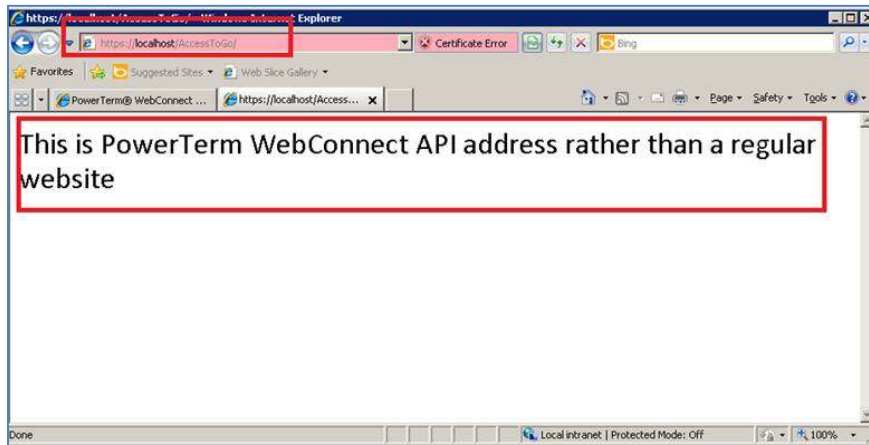 https://localhost/AccessToGo/ - Windows Internet Explorer
https://localhost/AccessToGo/
Certificate Error
Bing
Favorites
Suggested Sites
Web Slice Gallery
PowerTerm® WebConnect ...
https://localhost/Access...
Page
Safety
Tools
This is PowerTerm WebConnect API address rather than a regular
website
Done
Local intranet | Protected Mode: Off
100%